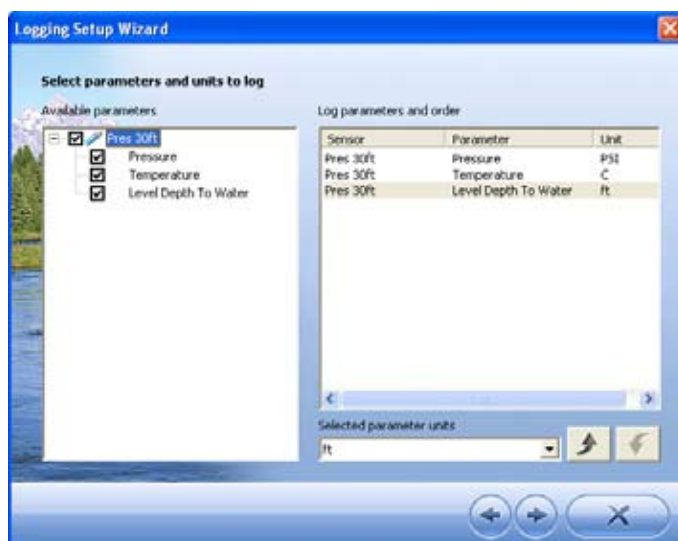 Logging Setup Wizard
Select parameters and units to log
Available parameters
Pres 30ft
Pressure
Temperature
Level Depth To Water
Log parameters and order
Sensor Parameter Unit
Pres 30ft Pressure PSI
Pres 30ft Temperature C
Pres 30ft Level Depth To Water ft
Selected parameter units
ft